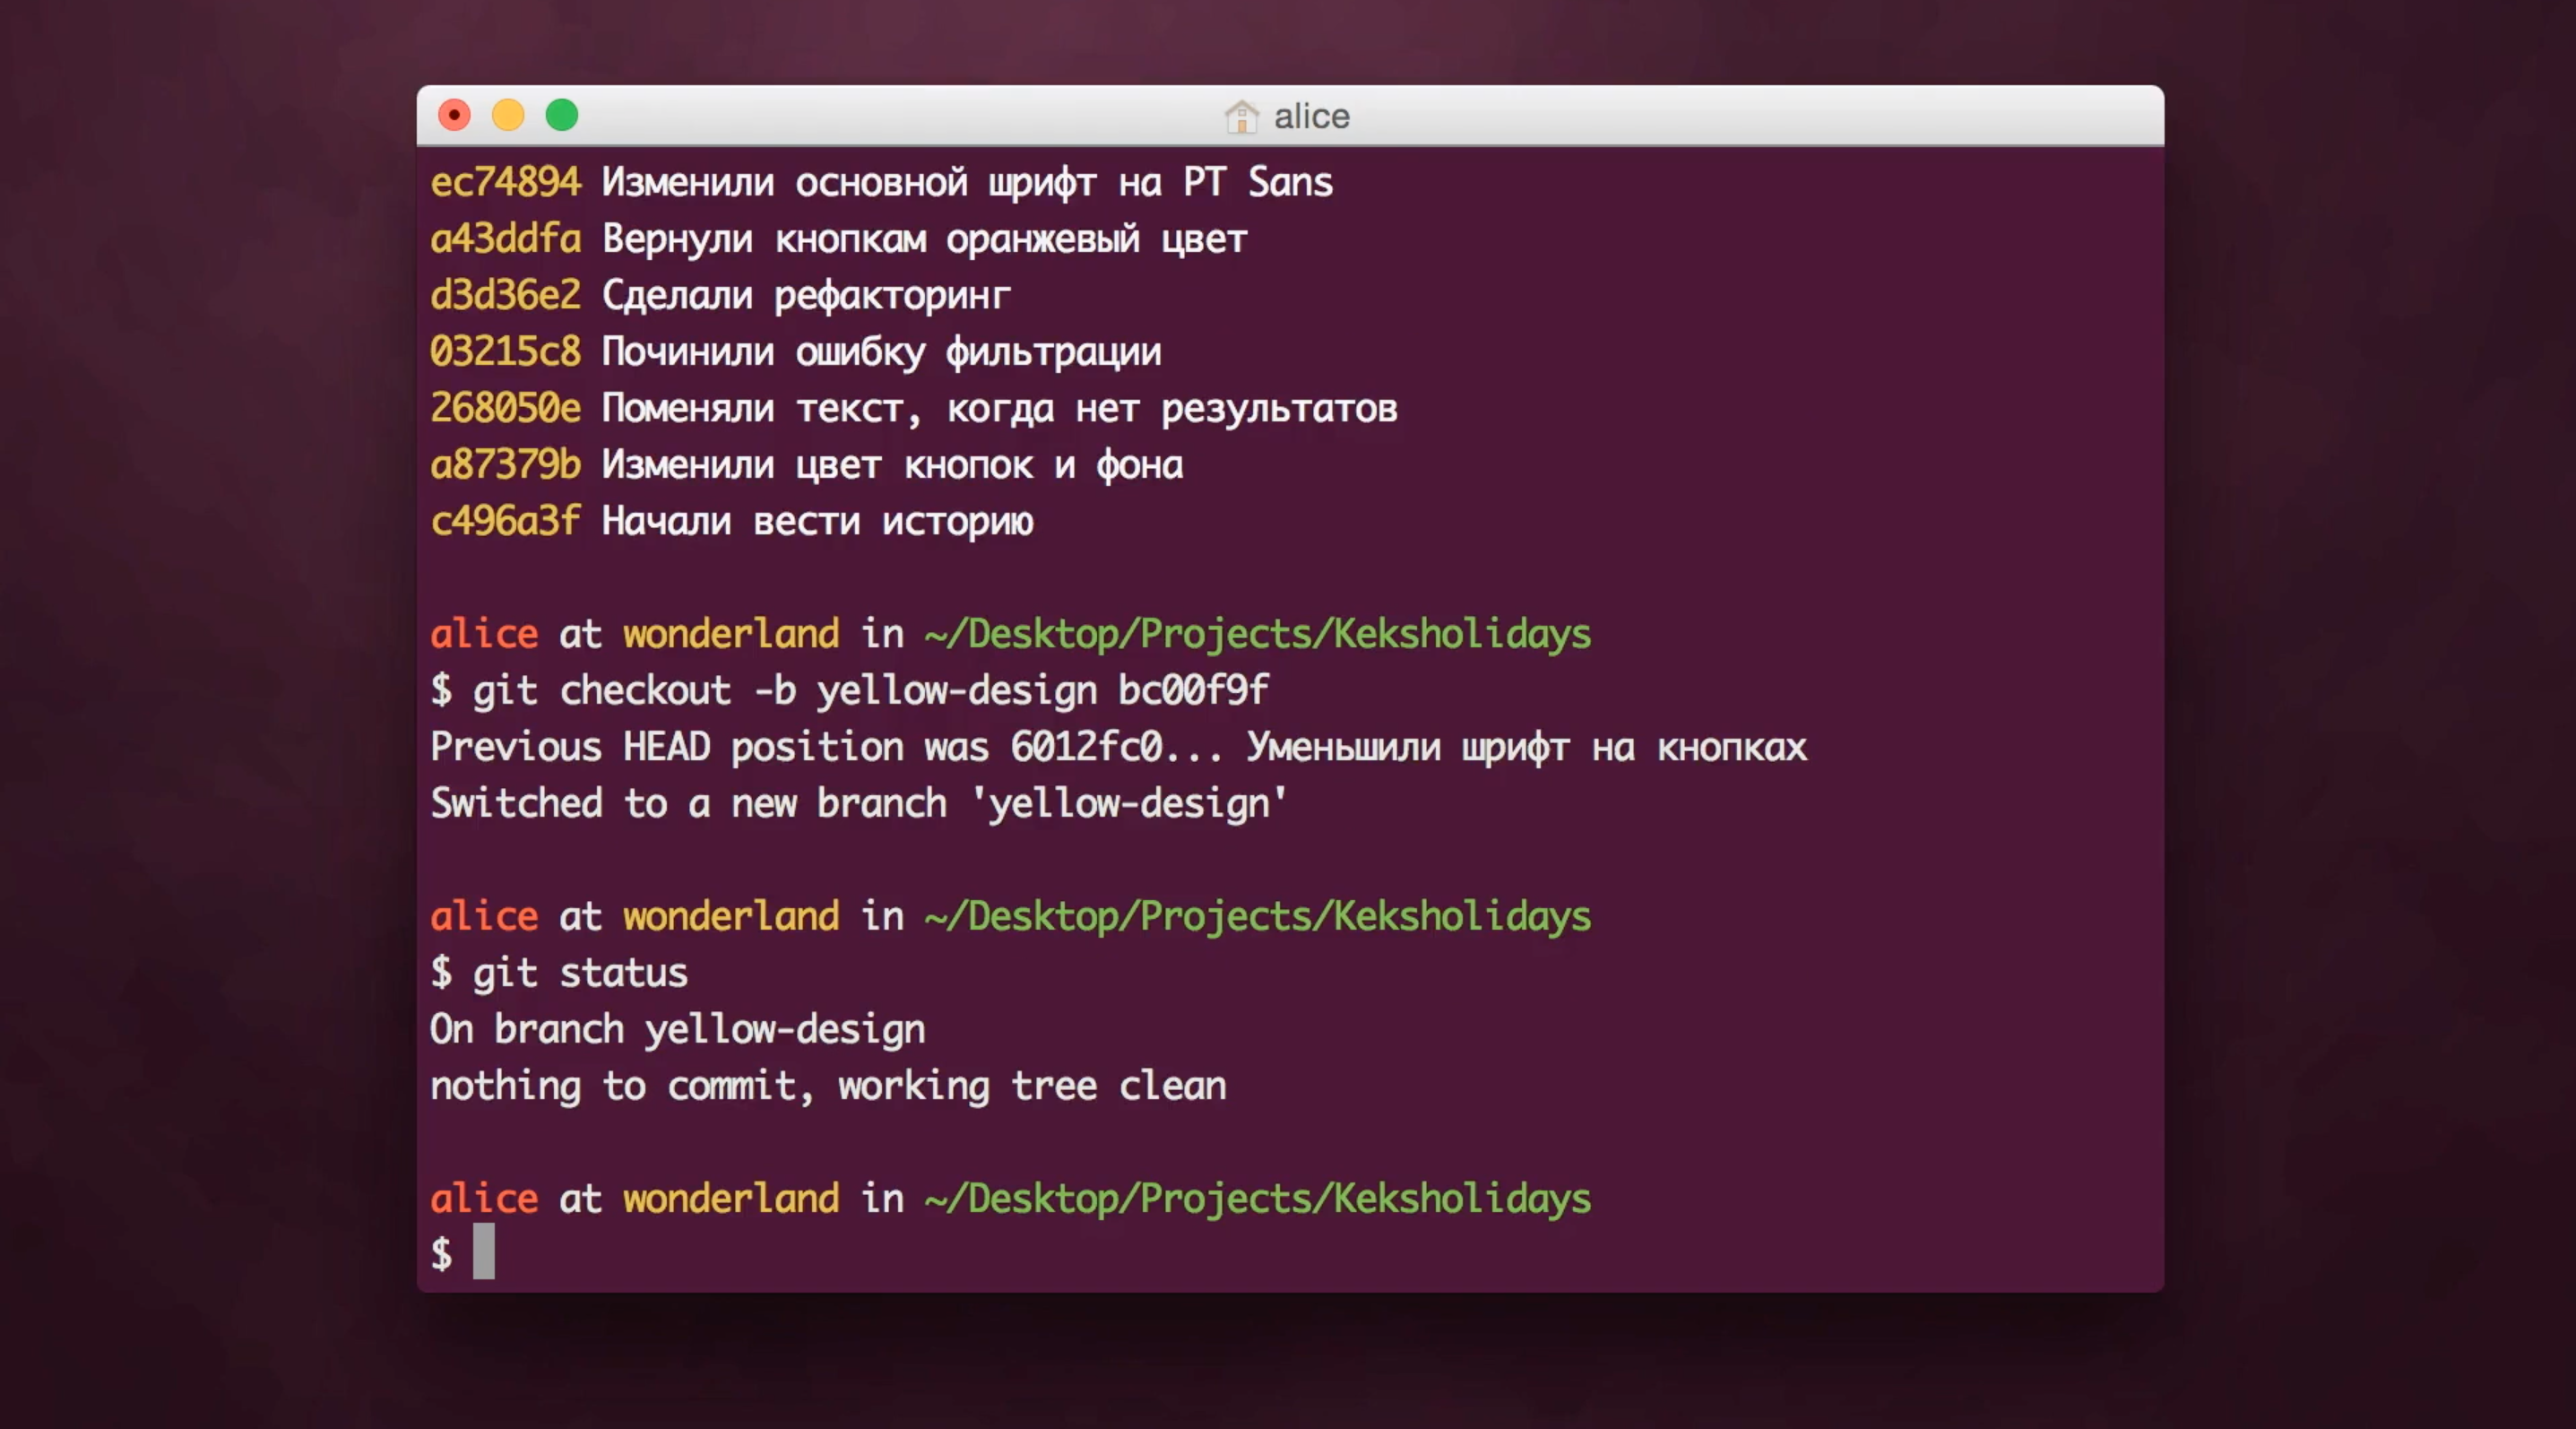 alice
ec74894 Изменили основной шрифт на PT Sans
a43ddfa Вернули кнопкам оранжевый цвет
d3d36e2 Сделали рефакторинг
03215c8 Починили ошибку фильтрации
268050e Поменяли текст, когда нет результатов
a87379b Изменили цвет кнопок и фона
c496a3f Начали вести историю
alice at wonderland in ~/Desktop/Projects/Keksholidays
$ git checkout -b yellow-design bc00f9f
Previous HEAD position was 6012fc0... Уменьшили шрифт на кнопках
Switched to a new branch 'yellow-design'
alice at wonderland in ~/Desktop/Projects/Keksholidays
$ git status
On branch yellow-design
nothing to commit, working tree clean
alice at wonderland in ~/Desktop/Projects/Keksholidays
$